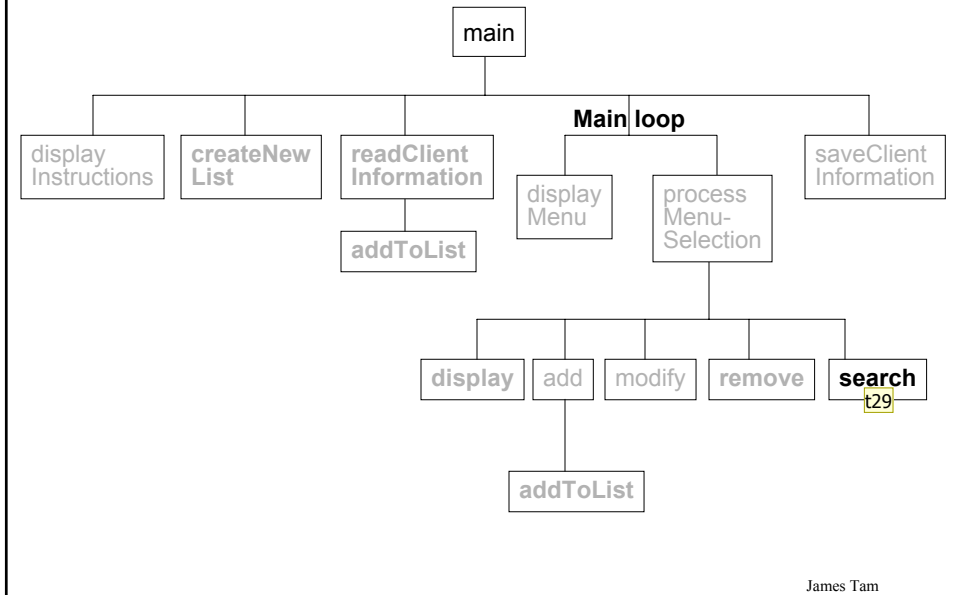 main
Main loop
display
Instructions
createNew
List
readClient
Information
saveClient
Information
display
Menu
process
Menu-
Selection
addToList
display
add
modify
remove
search
t29
addToList
James Tam